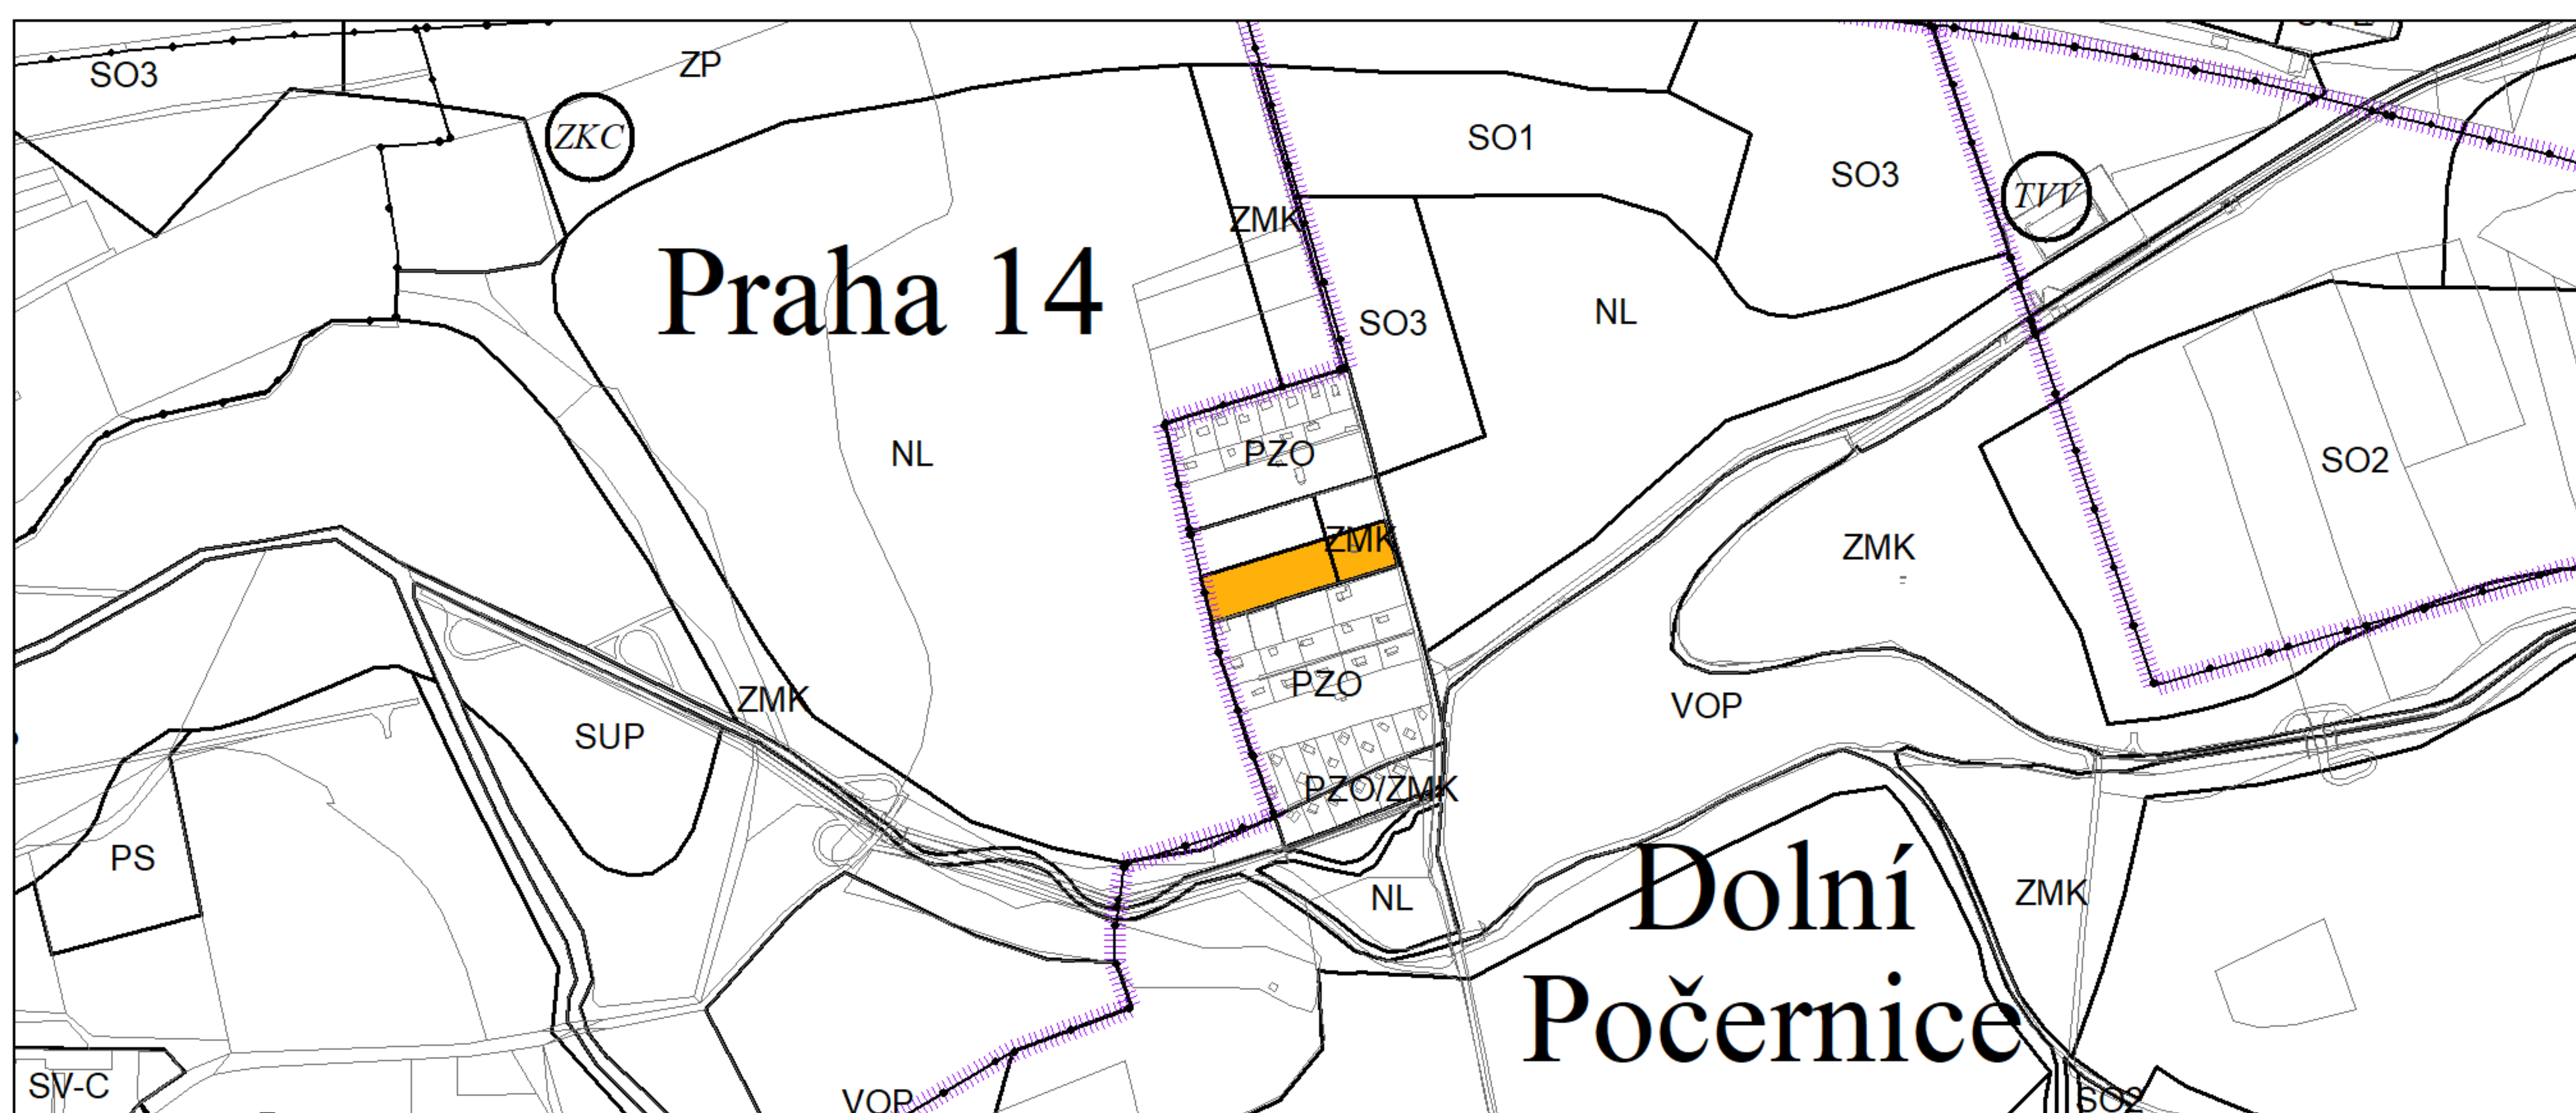 SO3
ZP
ZKC
SO1
SO3
TVV
ZMK
Praha 14
SO3
NL
NL
PZO
SO2
ZMK
ZMK
PZO
ZMK
SUP
VOP
PZO/ZMK
PS
NL
Dolní
Počernice
ZMK
SV-C
VOP
SO2